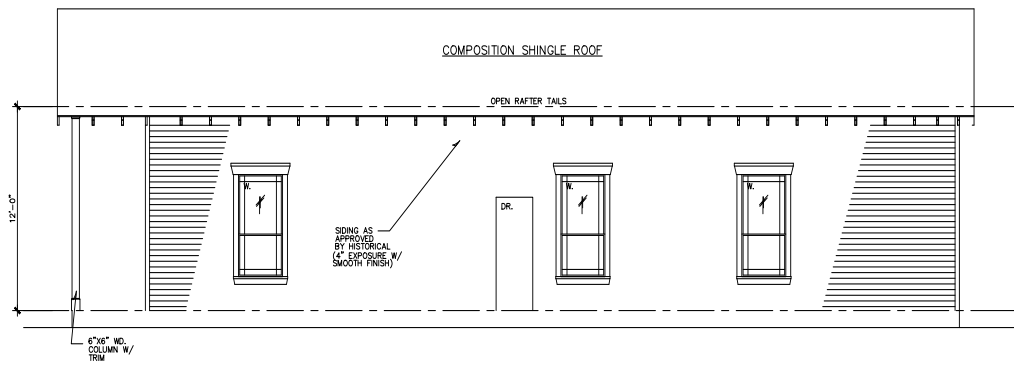 COMPOSITION SHINGLE ROOF
OPEN RAFTER TAILS
12'-0"
W.
W.
W.
DR.
SIDING AS
APPROVED
BY HISTORICAL
(4" EXPOSURE W/
SMOOTH FINISH)
6"X6" WD.
COLUMN W/
TRIM